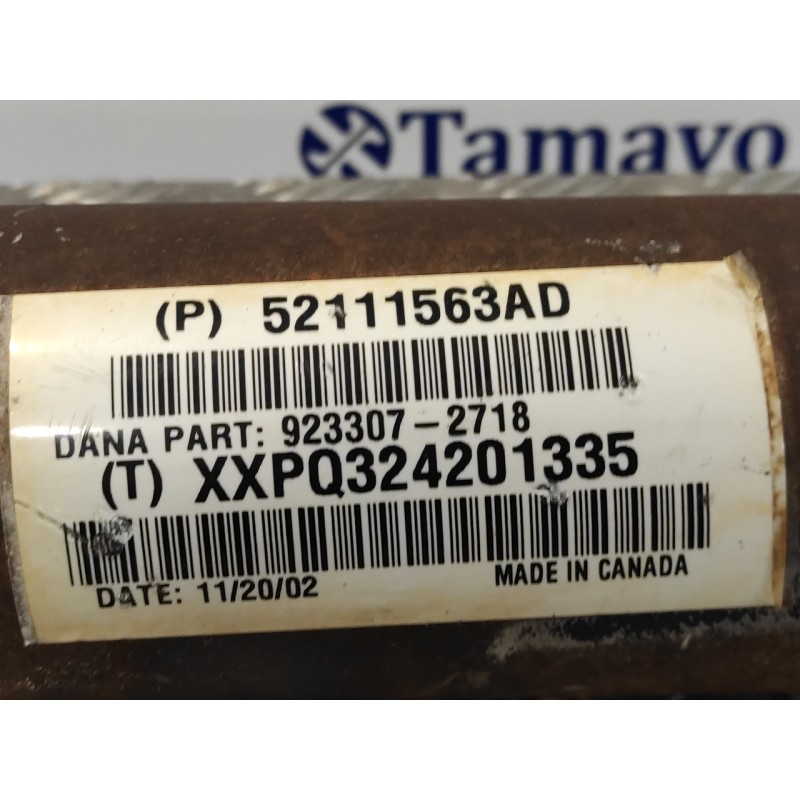 Tamavo
(P) 52111563AD
DANA PART: 923307-2718
(T) XXPQ324201335
DATE: 11/20/02
MADE IN CANADA